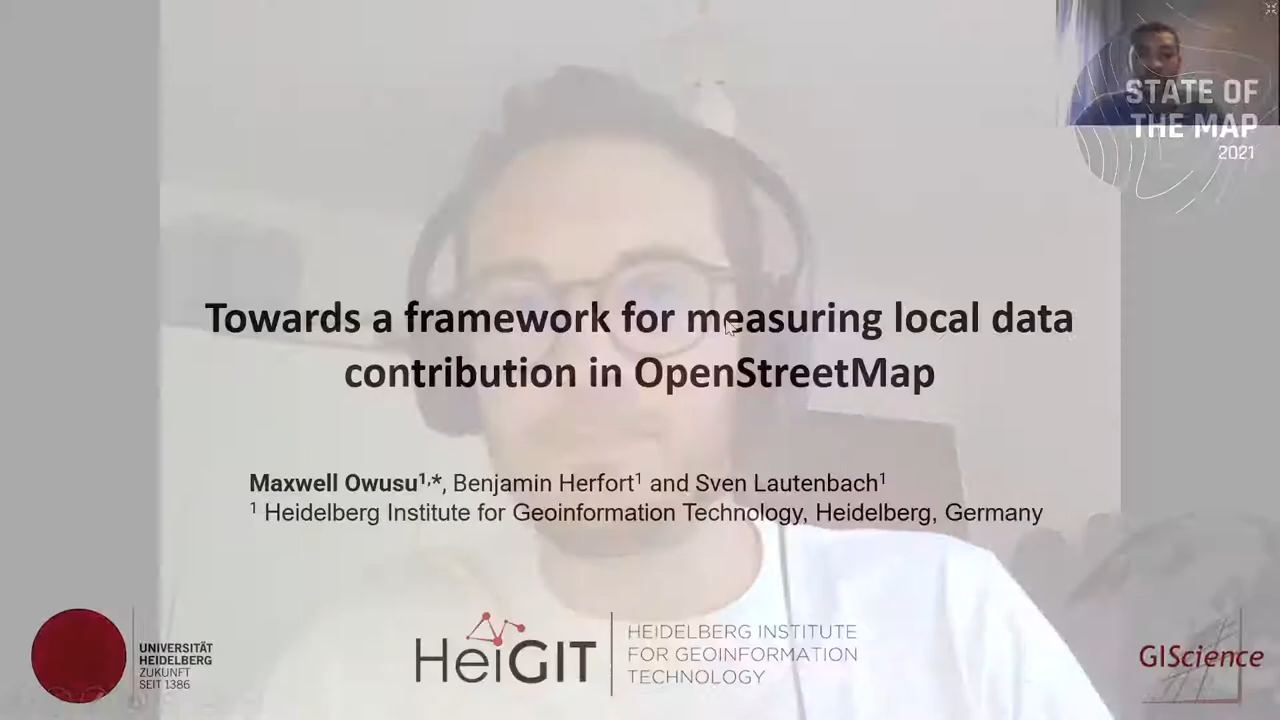 STATE OF
THE MAP
2021
Towards a framework for measuring local data
contribution in OpenStreetMap
Maxwell Owusu¹,*, Benjamin Herfort¹ and Sven Lautenbach¹
¹ Heidelberg Institute for Geoinformation Technology, Heidelberg, Germany
UNIVERSITÄT
HEIDELBERG
ZUKUNFT
SEIT 1386
HeiGIT
HEIDELBERG INSTITUTE
FOR GEOINFORMATION
TECHNOLOGY
GIScience